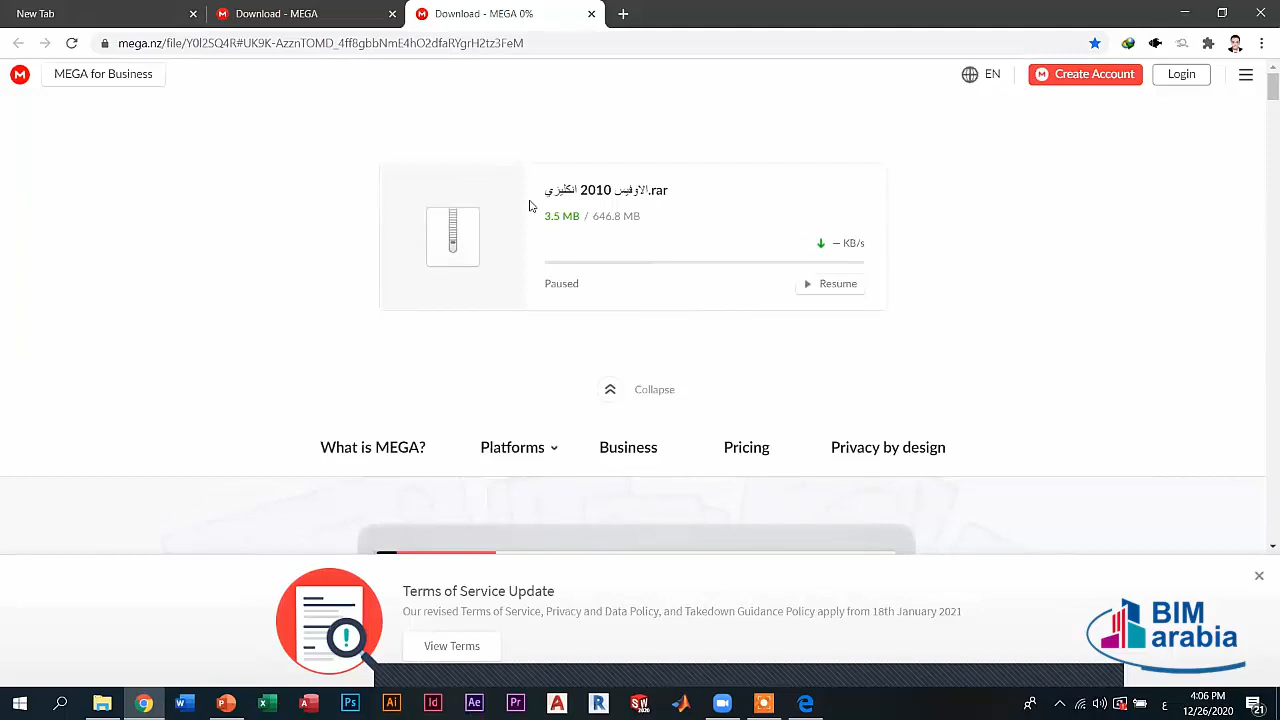 New Tab
Download - MEGA
Download - MEGA 0%
mega.nz/file/Y0l2SQ4R#UK9K-AzznTOMD_4ff8gbbNmE4hO2dfaRYgrH2tz3FeM
MEGA for Business
EN
Create Account
Login
الاوفيس 2010 انكليزي.rar
3.5 MB / 646.8 MB
— KB/s
Paused
Resume
Collapse
What is MEGA?
Platforms
Business
Pricing
Privacy by design
Terms of Service Update
Our revised Terms of Service, Privacy and Data Policy, and Takedown Guidance Policy apply from 18th January 2021
View Terms
BIM
arabia
4:06 PM
12/26/2020
ع
21